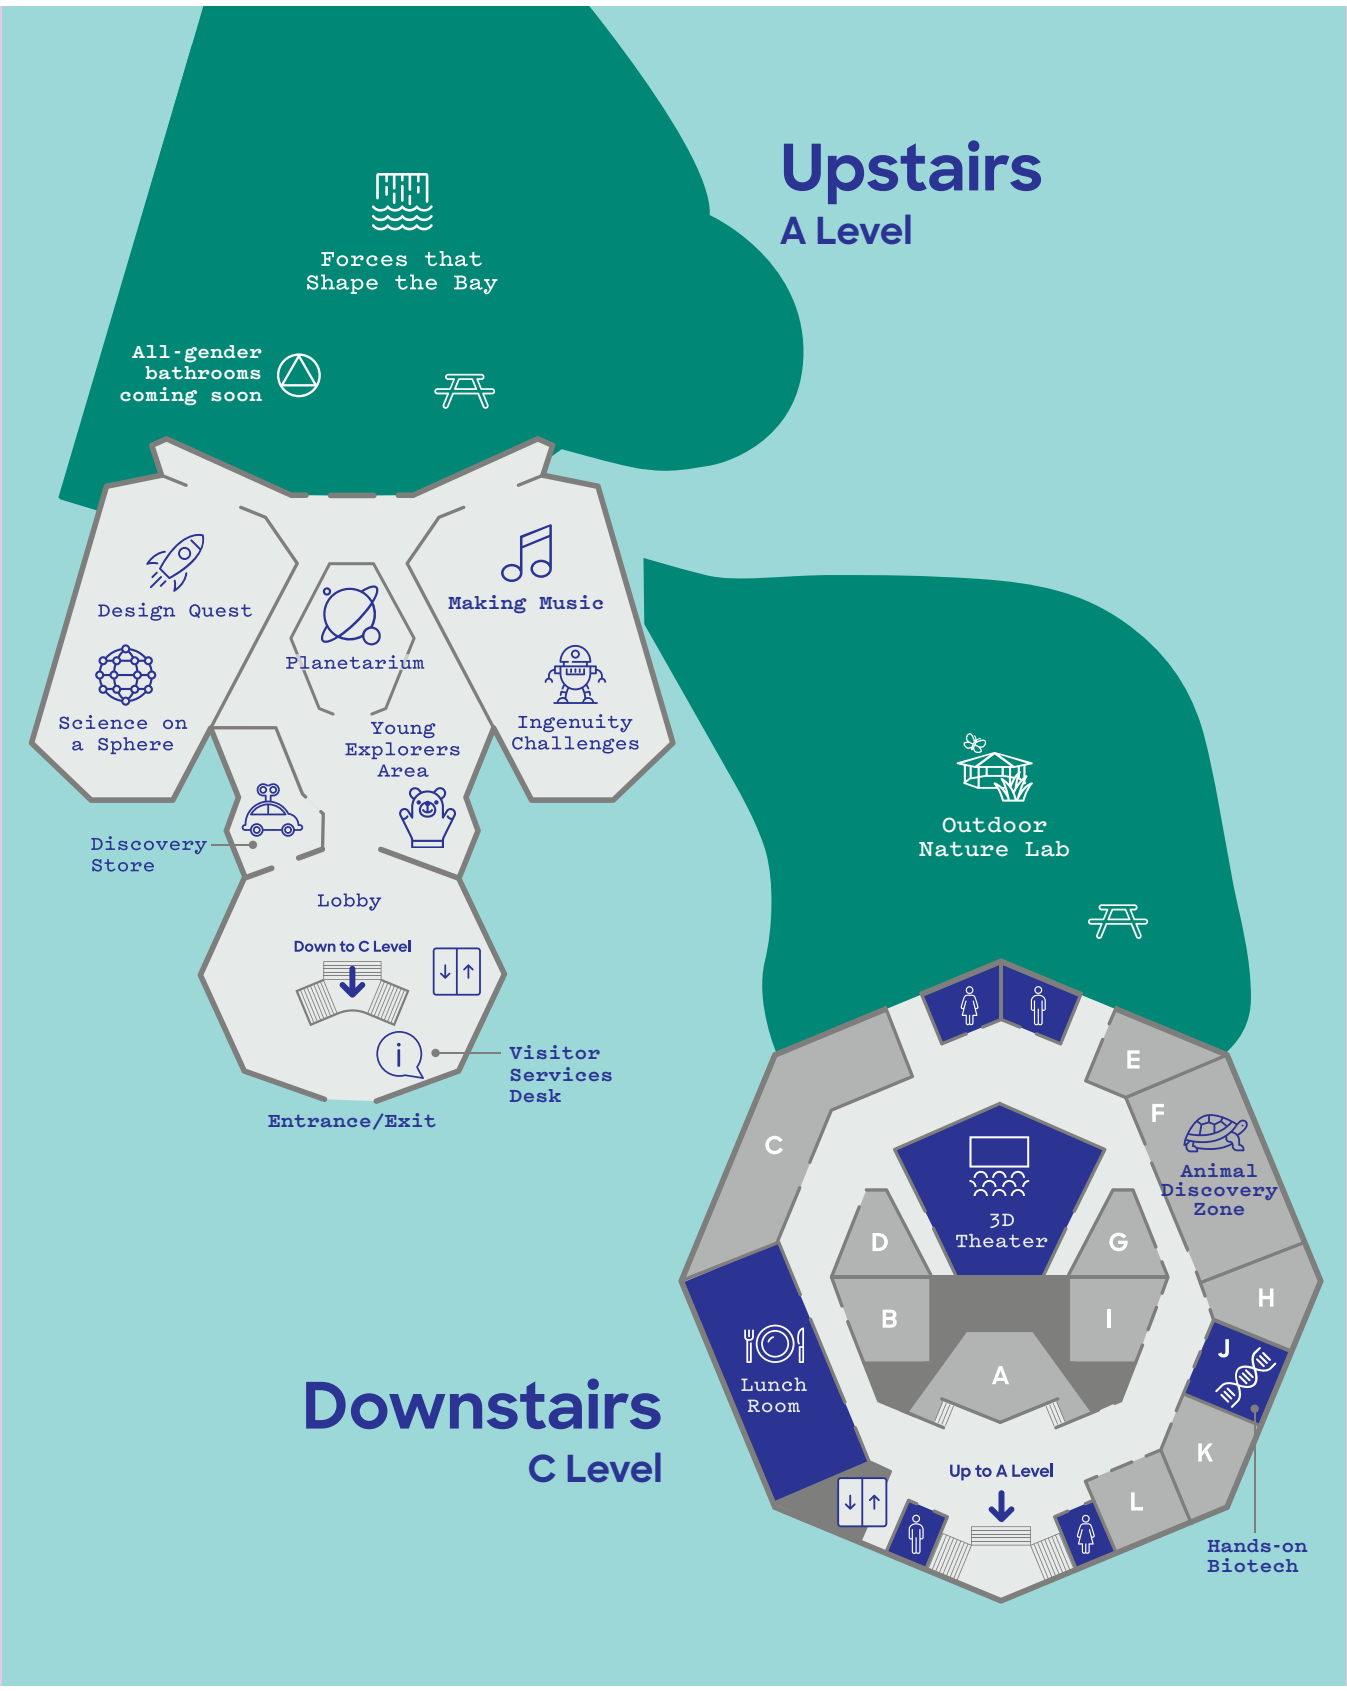 Upstairs
A Level
Forces that
Shape the Bay
All-gender
bathrooms
coming soon
Design Quest
Making Music
Planetarium
Science on
a Sphere
Young
Explorers
Area
Ingenuity
Challenges
Discovery
Store
Lobby
Down to C Level
i
Visitor
Services
Desk
Entrance/Exit
Outdoor
Nature Lab
E
F
C
Animal
Discovery
Zone
3D
Theater
D
G
H
B
I
J
A
Lunch
Room
Downstairs
C Level
K
Up to A Level
L
Hands-on
Biotech